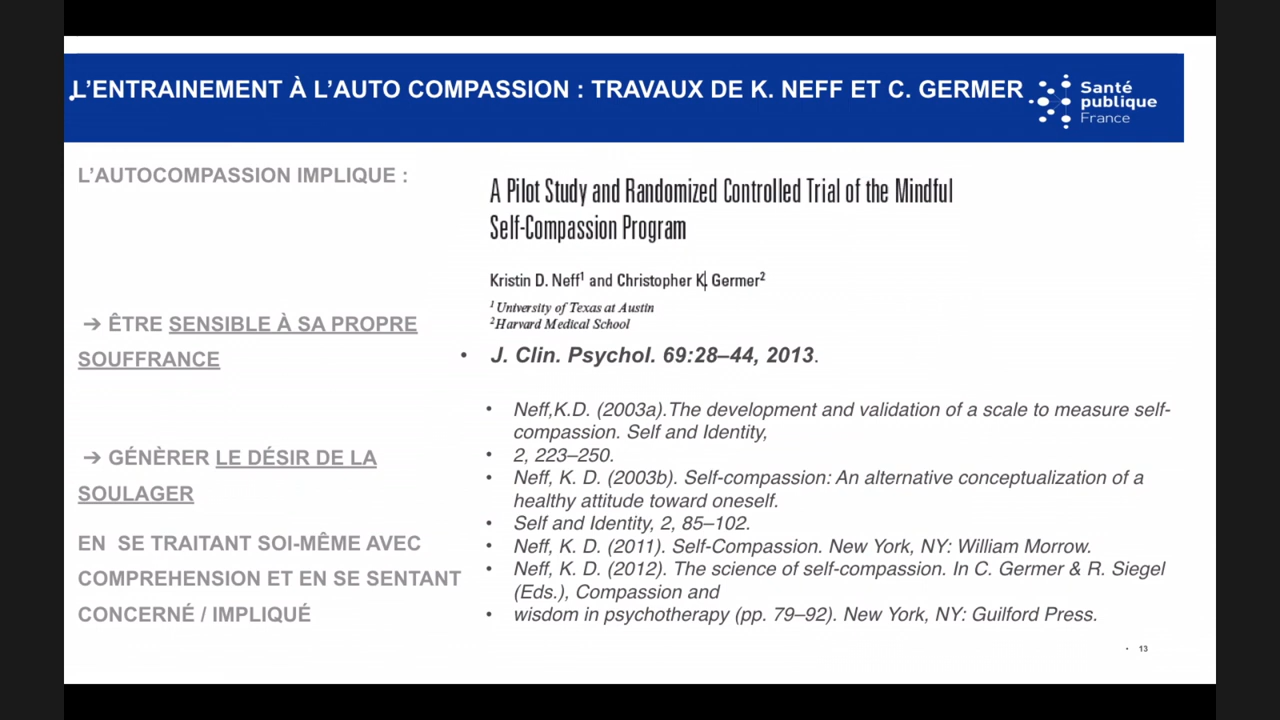 L'ENTRAINEMENT À L'AUTO COMPASSION : TRAVAUX DE K. NEFF ET C. GERMER
Santé
publique
France
L'AUTOCOMPASSION IMPLIQUE :
➔ ÊTRE SENSIBLE À SA PROPRE
SOUFFRANCE
➔ GÉNÈRER LE DÉSIR DE LA
SOULAGER
EN SE TRAITANT SOI-MÊME AVEC
COMPREHENSION ET EN SE SENTANT
CONCERNÉ / IMPLIQUÉ
A Pilot Study and Randomized Controlled Trial of the Mindful
Self-Compassion Program
Kristin D. Neff¹ and Christopher K. Germer²
¹University of Texas at Austin
²Harvard Medical School
• J. Clin. Psychol. 69:28–44, 2013.
• Neff,K.D. (2003a).The development and validation of a scale to measure self-
compassion. Self and Identity,
• 2, 223–250.
• Neff, K. D. (2003b). Self-compassion: An alternative conceptualization of a
healthy attitude toward oneself.
• Self and Identity, 2, 85–102.
• Neff, K. D. (2011). Self-Compassion. New York, NY: William Morrow.
• Neff, K. D. (2012). The science of self-compassion. In C. Germer & R. Siegel
(Eds.), Compassion and
• wisdom in psychotherapy (pp. 79–92). New York, NY: Guilford Press.
• 13